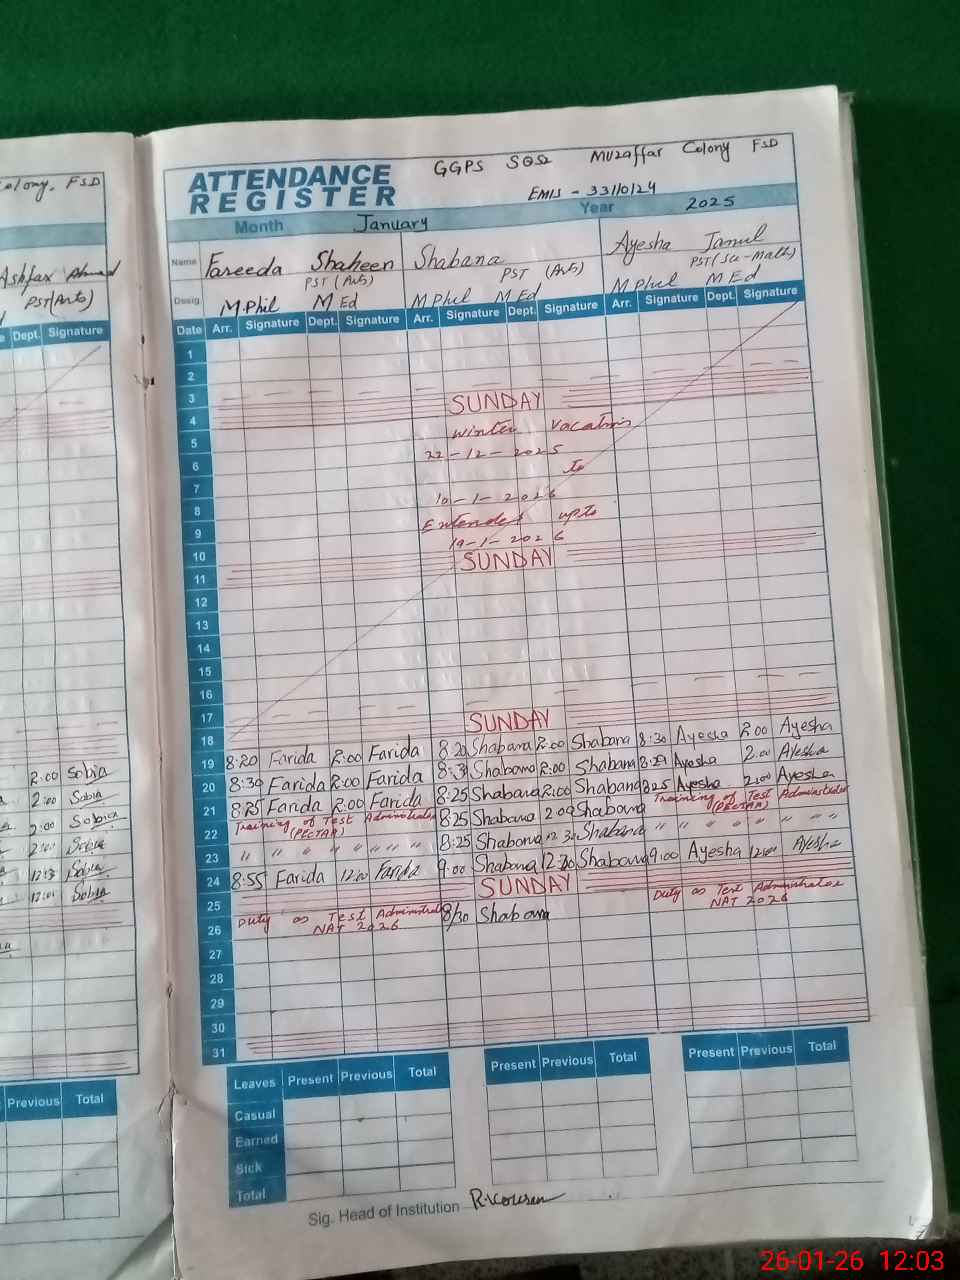 GGPS SQB Muzaffar Colony FSD
colony. FSD
ATTENDANCE
REGISTER
EMIS - 33110124
Month January Year 2025
Ashfax Ahmad
PST(Arts)
Name Fareeda Shaheen Shabana Ayesha Jamil
PST (Arts) PST (Arts) PST(Sci-Math)
Desig. M Phil M Ed M Phil M Ed M Phil M Ed
Dept. Signature
Date Arr. Signature Dept. Signature Arr. Signature Dept. Signature Arr. Signature Dept. Signature
1
2
3
SUNDAY
4
winter vacations
5
22-12-2025
6
to
7
10-1-2026
8
Extended upto
9
19-1-2026
10
SUNDAY
11
12
13
14
15
16
17
SUNDAY
18
19 8:20 Farida 2:00 Farida 8:20 Shabana 2:00 Shabana 8:30 Ayesha 2:00 Ayesha
2:00 Sobia
20 8:30 Farida 2:00 Farida 8:30 Shabana 2:00 Shabana 8:29 Ayesha 2:00 Ayesha
2:00 Sobia
21 8:25 Farida 2:00 Farida 8:25 Shabana 2:00 Shabana 8:25 Ayesha 2:00 Ayesha
2:00 Sobia
22 Training of Test Administrator 8:25 Shabana 2:00 Shabana Training of Test Administrator
(PECTAA) (PECTAA)
2:00 Sobia
23 " " " " " " " " 8:25 Shabana 12:30 Shabana " " " " " " " "
12:13 Sobia
24 8:55 Farida 12:00 Farida 9:00 Shabana 12:30 Shabana 9:00 Ayesha 12:00 Ayesha
12:01 Sobia
SUNDAY
25
26 Duty as Test Administrator 8:30 Shabana Duty as Test Administrator
NAT 2026 NAT 2026
27
28
29
30
31
Previous Total
Leaves Present Previous Total Present Previous Total Present Previous Total
Casual
Earned
Sick
Total
Sig. Head of Institution R.Kousar
26-01-26 12:03